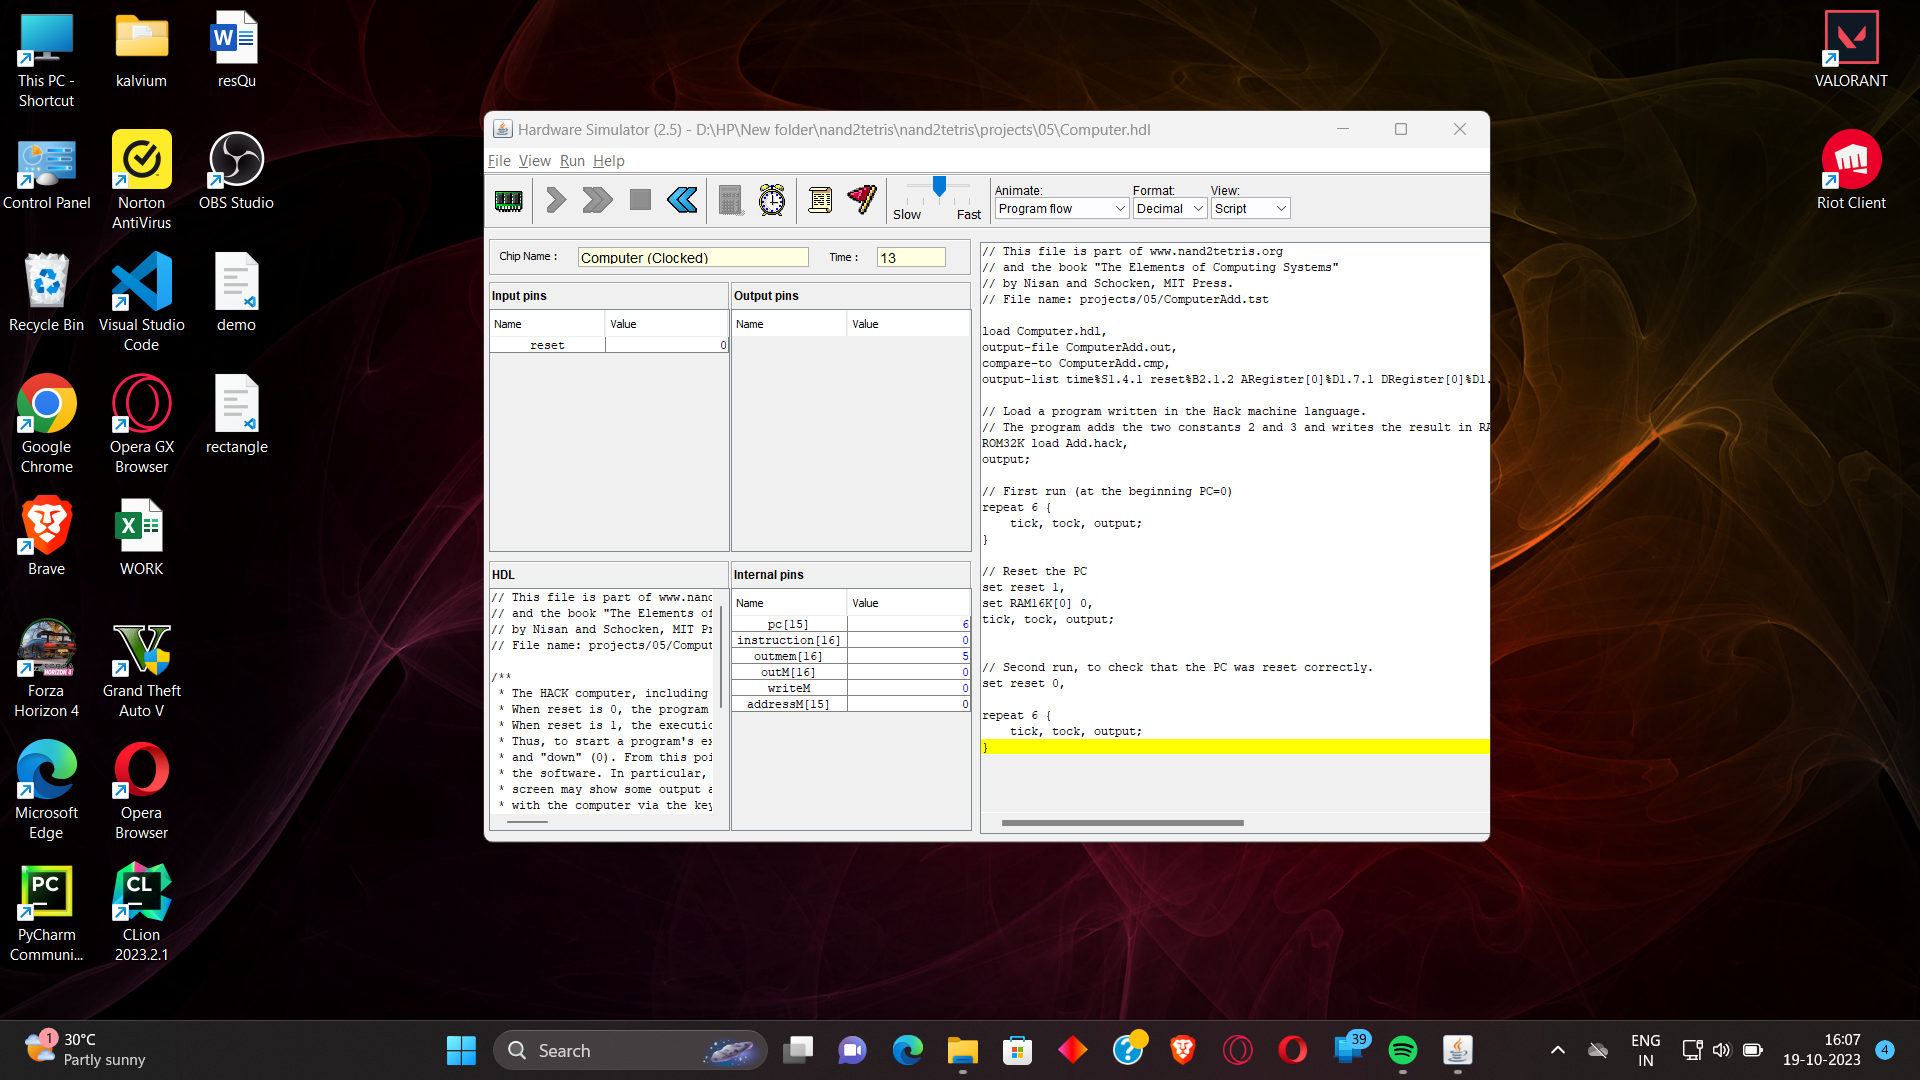 This PC -
Shortcut
kalvium
resQu
Control Panel
Norton
AntiVirus
OBS Studio
Recycle Bin
Visual Studio
Code
demo
Google
Chrome
Opera GX
Browser
rectangle
Brave
WORK
Forza
Horizon 4
Grand Theft
Auto V
Microsoft
Edge
Opera
Browser
PyCharm
Communi...
CLion
2023.2.1
VALORANT
Riot Client
Hardware Simulator (2.5) - D:\HP\New folder\nand2tetris\nand2tetris\projects\05\Computer.hdl
File View Run Help
Slow Fast
Animate:
Program flow
Format:
Decimal
View:
Script
Chip Name :
Computer (Clocked)
Time :
13
Input pins
Name Value
reset 0
Output pins
Name Value
HDL
// This file is part of www.nand
// and the book "The Elements of
// by Nisan and Schocken, MIT Pr
// File name: projects/05/Comput
/**
* The HACK computer, including
* When reset is 0, the program
* When reset is 1, the executio
* Thus, to start a program's ex
* and "down" (0). From this poi
* the software. In particular,
* screen may show some output a
* with the computer via the key
Internal pins
Name Value
pc[15] 6
instruction[16] 0
outmem[16] 5
outM[16] 0
writeM 0
addressM[15] 0
// This file is part of www.nand2tetris.org
// and the book "The Elements of Computing Systems"
// by Nisan and Schocken, MIT Press.
// File name: projects/05/ComputerAdd.tst
load Computer.hdl,
output-file ComputerAdd.out,
compare-to ComputerAdd.cmp,
output-list time%S1.4.1 reset%B2.1.2 ARegister[0]%D1.7.1 DRegister[0]%D1.
// Load a program written in the Hack machine language.
// The program adds the two constants 2 and 3 and writes the result in RA
ROM32K load Add.hack,
output;
// First run (at the beginning PC=0)
repeat 6 {
tick, tock, output;
}
// Reset the PC
set reset 1,
set RAM16K[0] 0,
tick, tock, output;
// Second run, to check that the PC was reset correctly.
set reset 0,
repeat 6 {
tick, tock, output;
}
1
30°C
Partly sunny
Search
39
ENG
IN
16:07
19-10-2023
4